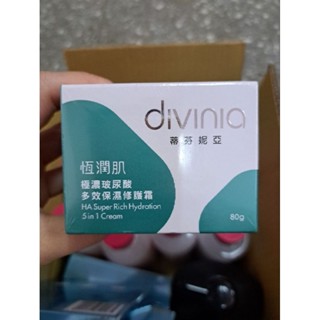 divinia
蒂芬妮亞
恆潤肌
極濃玻尿酸
多效保濕修護霜
HA Super Rich Hydration
5 in 1 Cream
80g